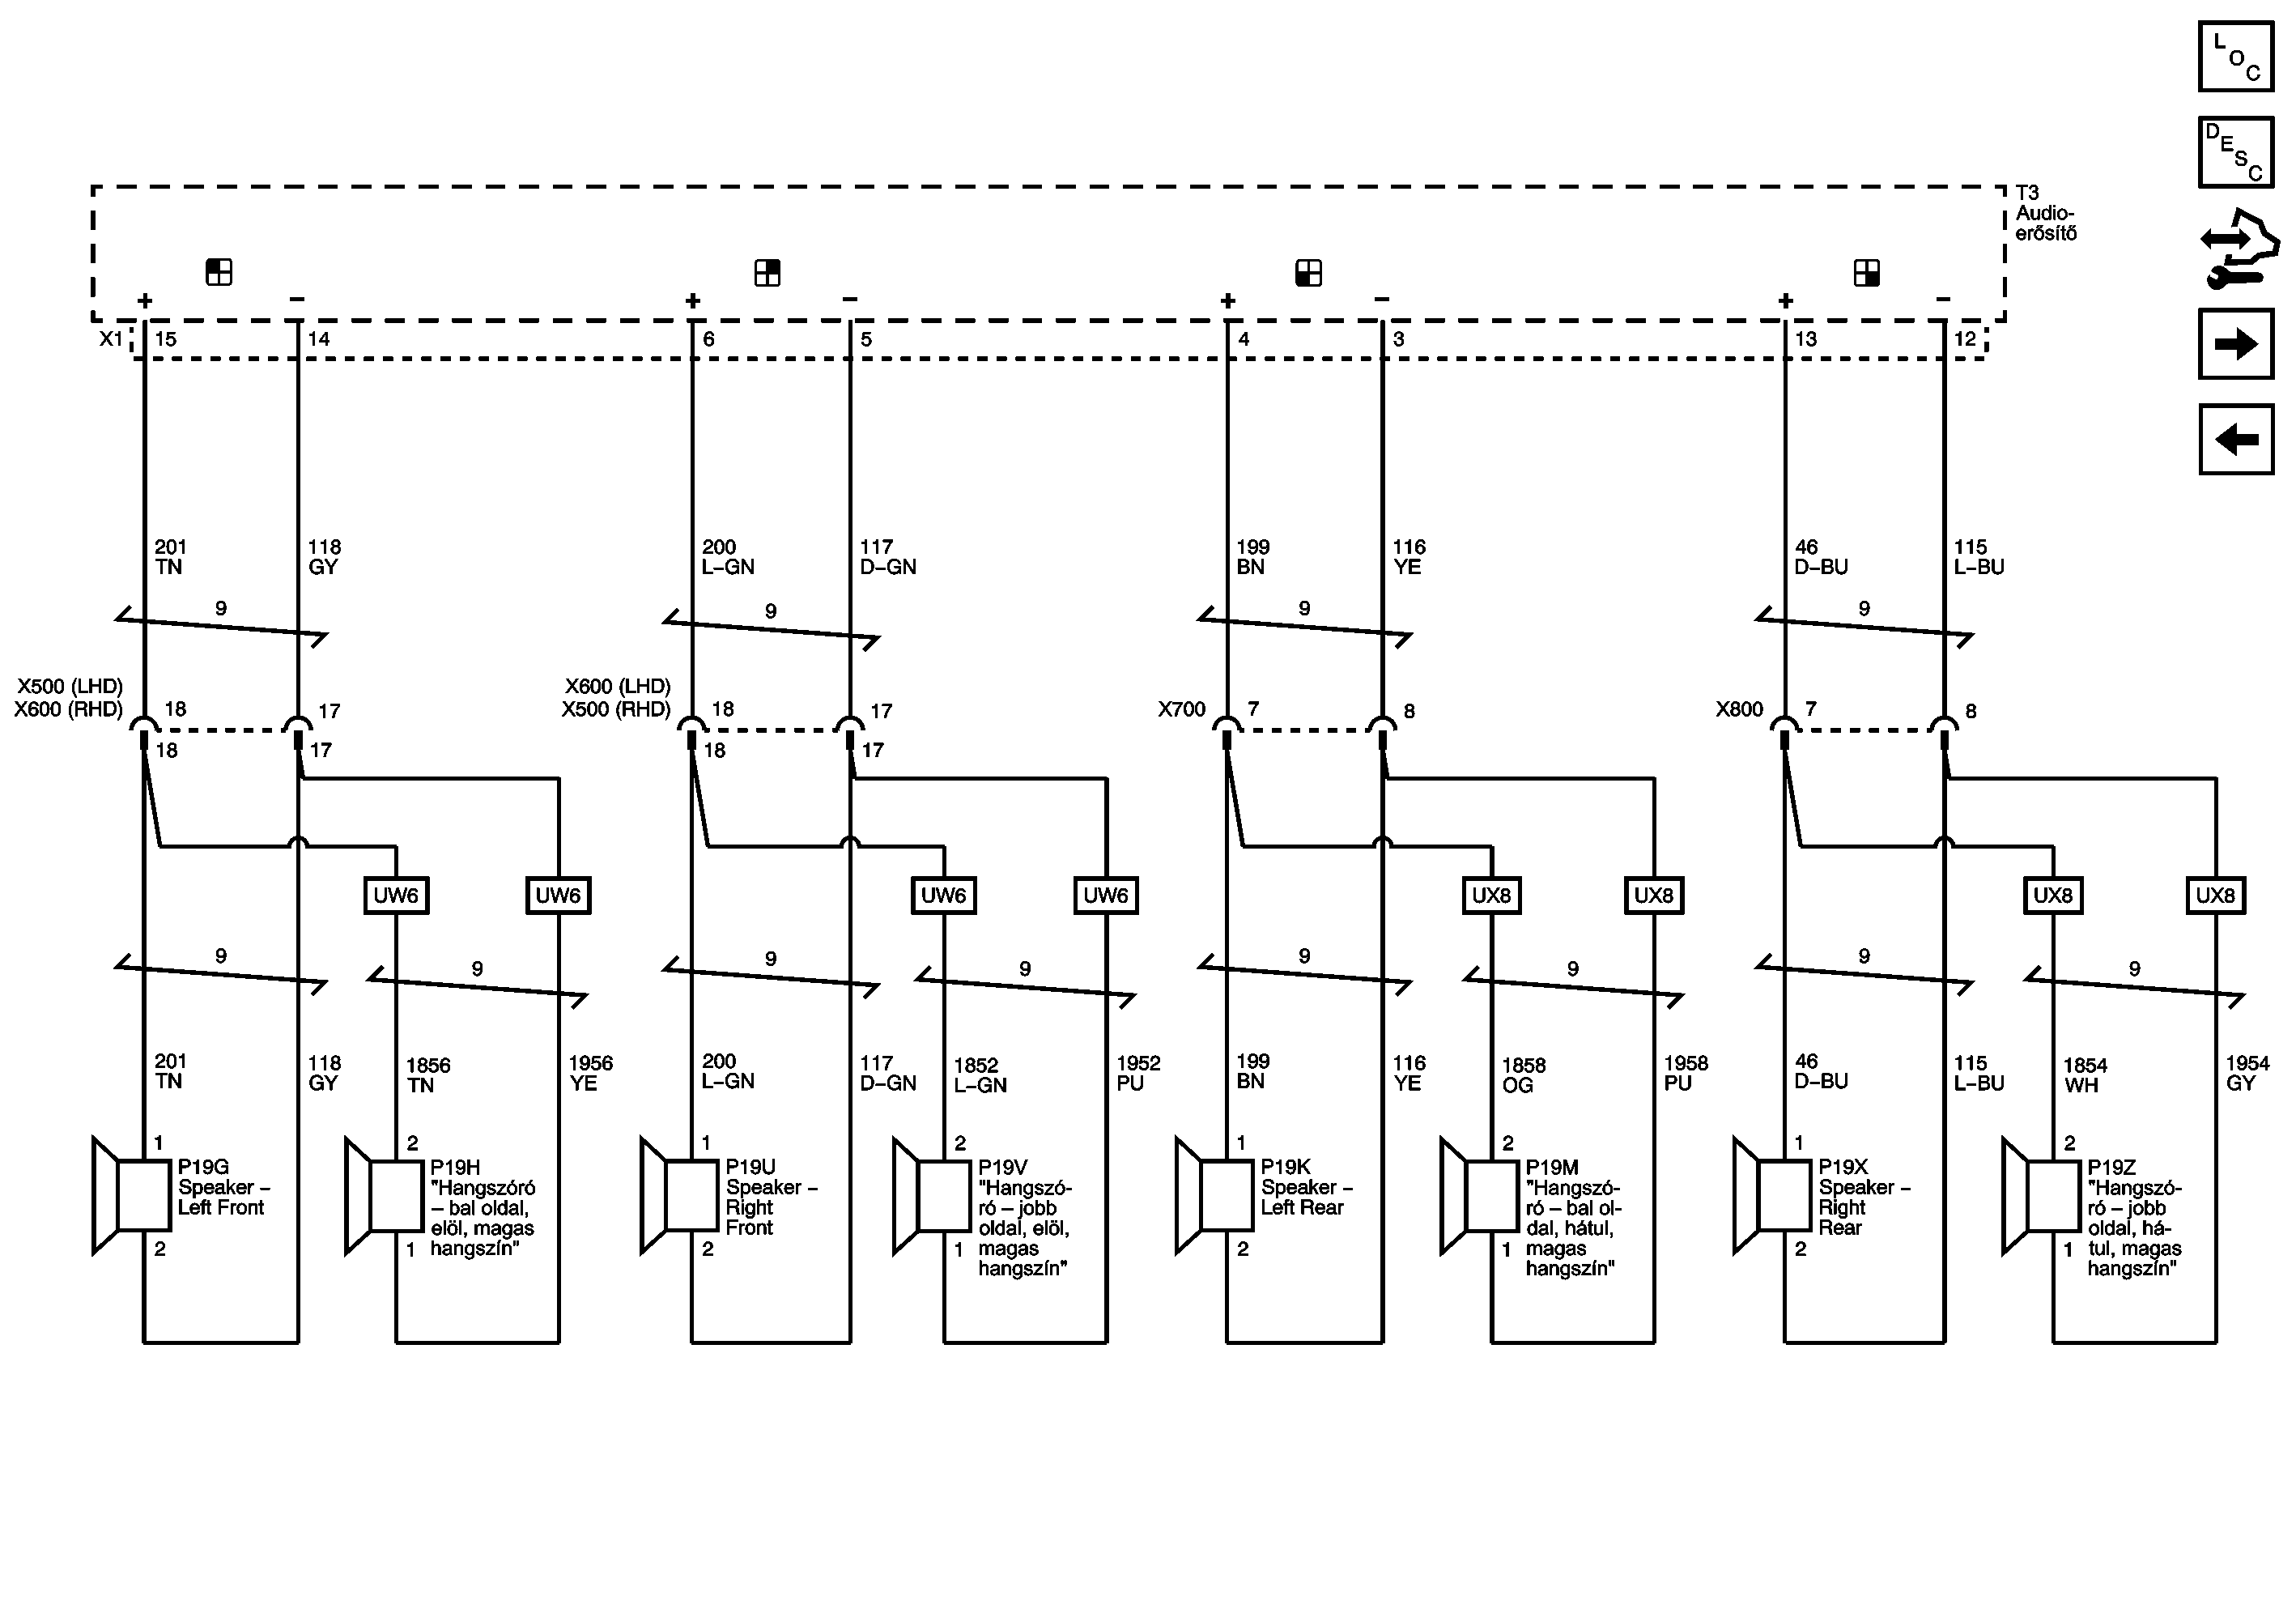 L
O
C
D
E
S
C
T3
Audio-
erősítő
+ − + − + − + −
X1 15 14 6 5 4 3 13 12
201 118 200 117 199 116 46 115
TN GY L−GN D−GN BN YE D−BU L−BU
9 9 9 9
X500 (LHD) X600 (LHD)
X600 (RHD) 18 17 X500 (RHD) 18 17 X700 7 8 X800 7 8
18 17 18 17
UW6 UW6 UW6 UW6 UX8 UX8 UX8 UX8
9 9 9 9 9 9 9 9
201 118 1856 1956 200 117 1852 1952 199 116 1858 1958 46 115 1854 1954
TN GY TN YE L−GN D−GN L−GN PU BN YE OG PU D−BU L−BU WH GY
1
P19G
Speaker −
Left Front
2
2
P19H
"Hangszóró
− bal oldal,
elöl, magas
hangszín"
1
1
P19U
Speaker −
Right
Front
2
2
P19V
"Hangszó-
ró − jobb
oldal, elöl,
magas
hangszín"
1
1
P19K
Speaker −
Left Rear
2
2
P19M
"Hangszó-
ró − bal ol-
dal, hátul,
magas
hangszín"
1
1
P19X
Speaker −
Right
Rear
2
2
P19Z
"Hangszó-
ró − jobb
oldal, há-
tul, magas
hangszín"
1